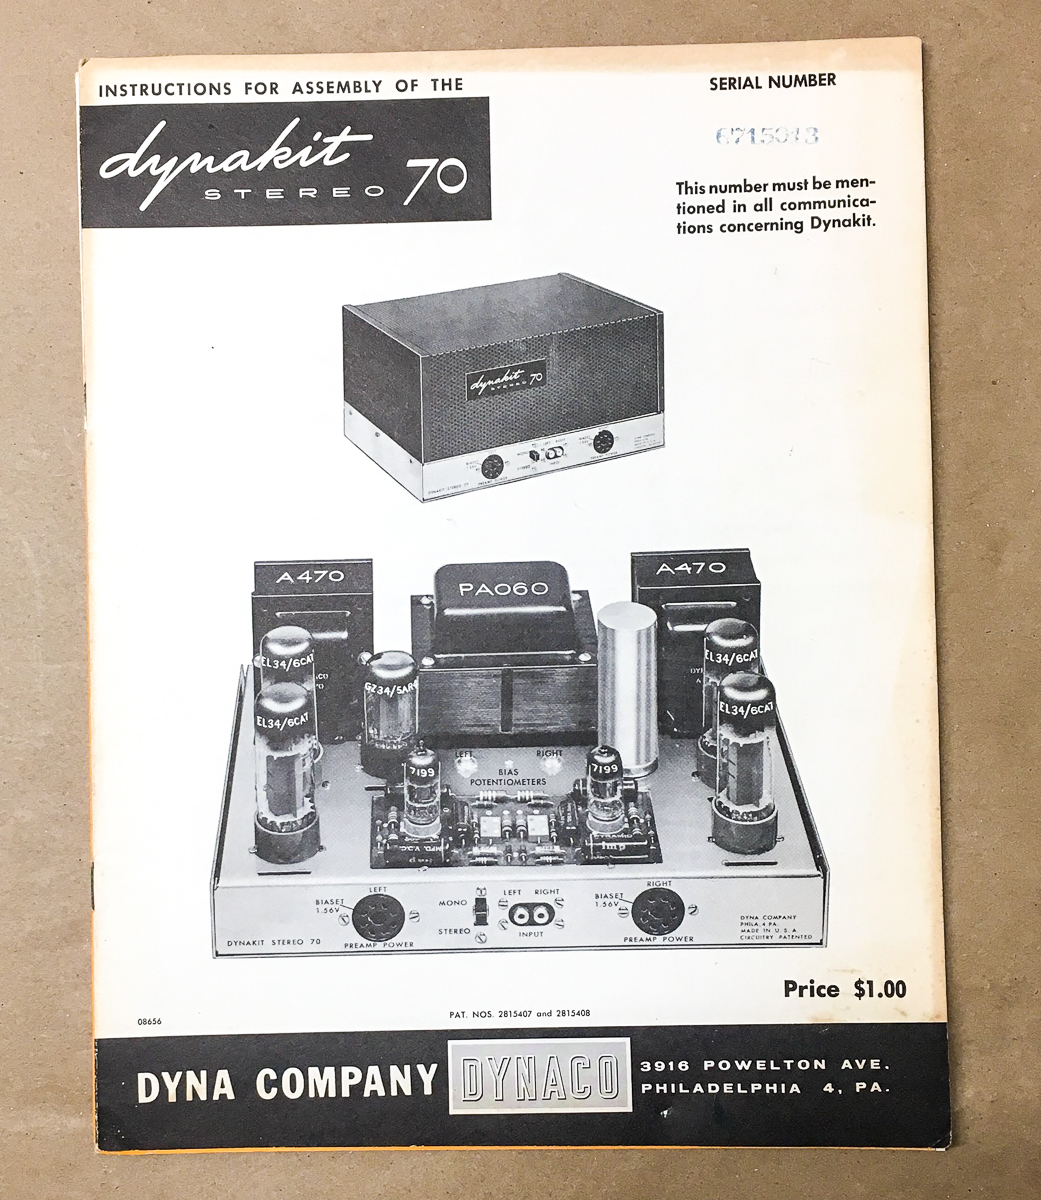 INSTRUCTIONS FOR ASSEMBLY OF THE
dynakit
STEREO 70
SERIAL NUMBER
This number must be men-
tioned in all communica-
tions concerning Dynakit.
dynakit
STEREO 70
DYNAKIT STEREO 70
A470
PA060
A470
EL34/6CA7
EL34/6CA7
EL34/6CA7
EL34/6CA7
7199
7199
LEFT
RIGHT
BIAS
POTENTIOMETERS
LEFT
BIASET
1.56V
PREAMP POWER
DYNAKIT STEREO 70
MONO
STEREO
LEFT RIGHT
INPUT
RIGHT
BIASET
1.56V
PREAMP POWER
DYNA COMPANY
PHILA. 4 PA.
MADE IN U.S.A.
CIRCUITRY PATENTED
Price $1.00
08656
PAT. NOS. 2815407 and 2815408
DYNA COMPANY
DYNACO
3916 POWELTON AVE.
PHILADELPHIA 4, PA.